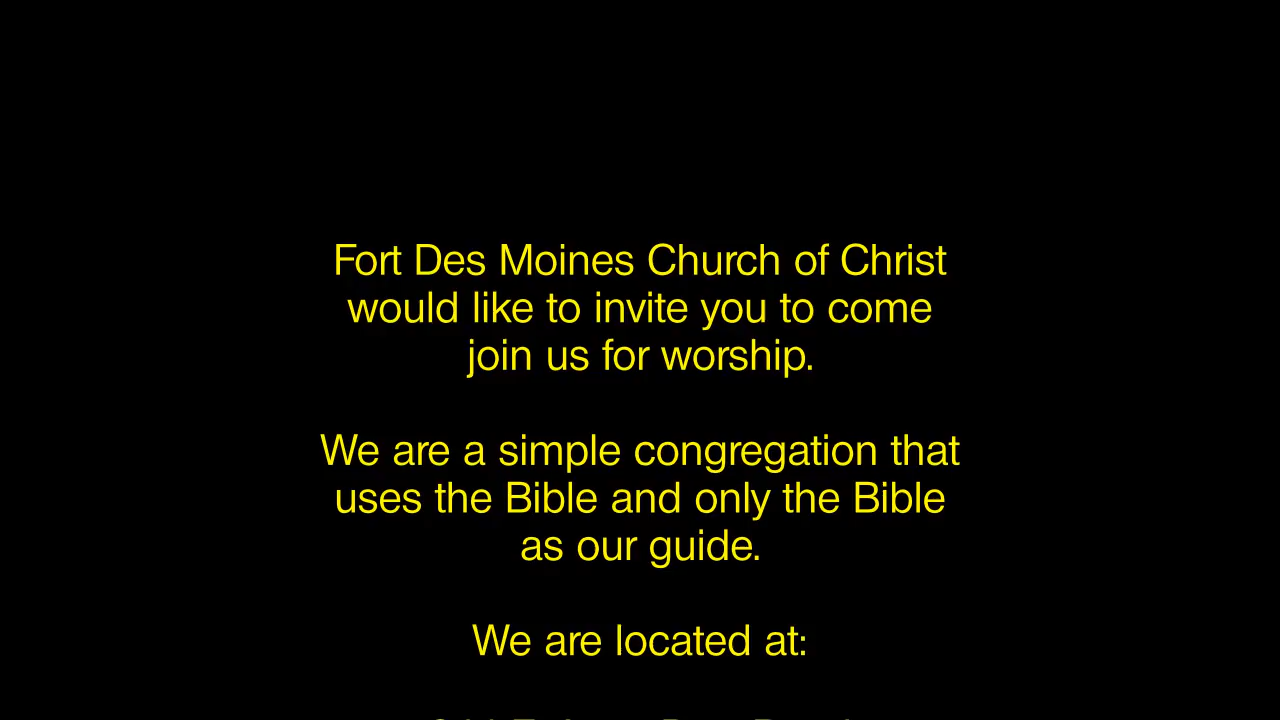 Fort Des Moines Church of Christ
would like to invite you to come
join us for worship.
We are a simple congregation that
uses the Bible and only the Bible
as our guide.
We are located at: